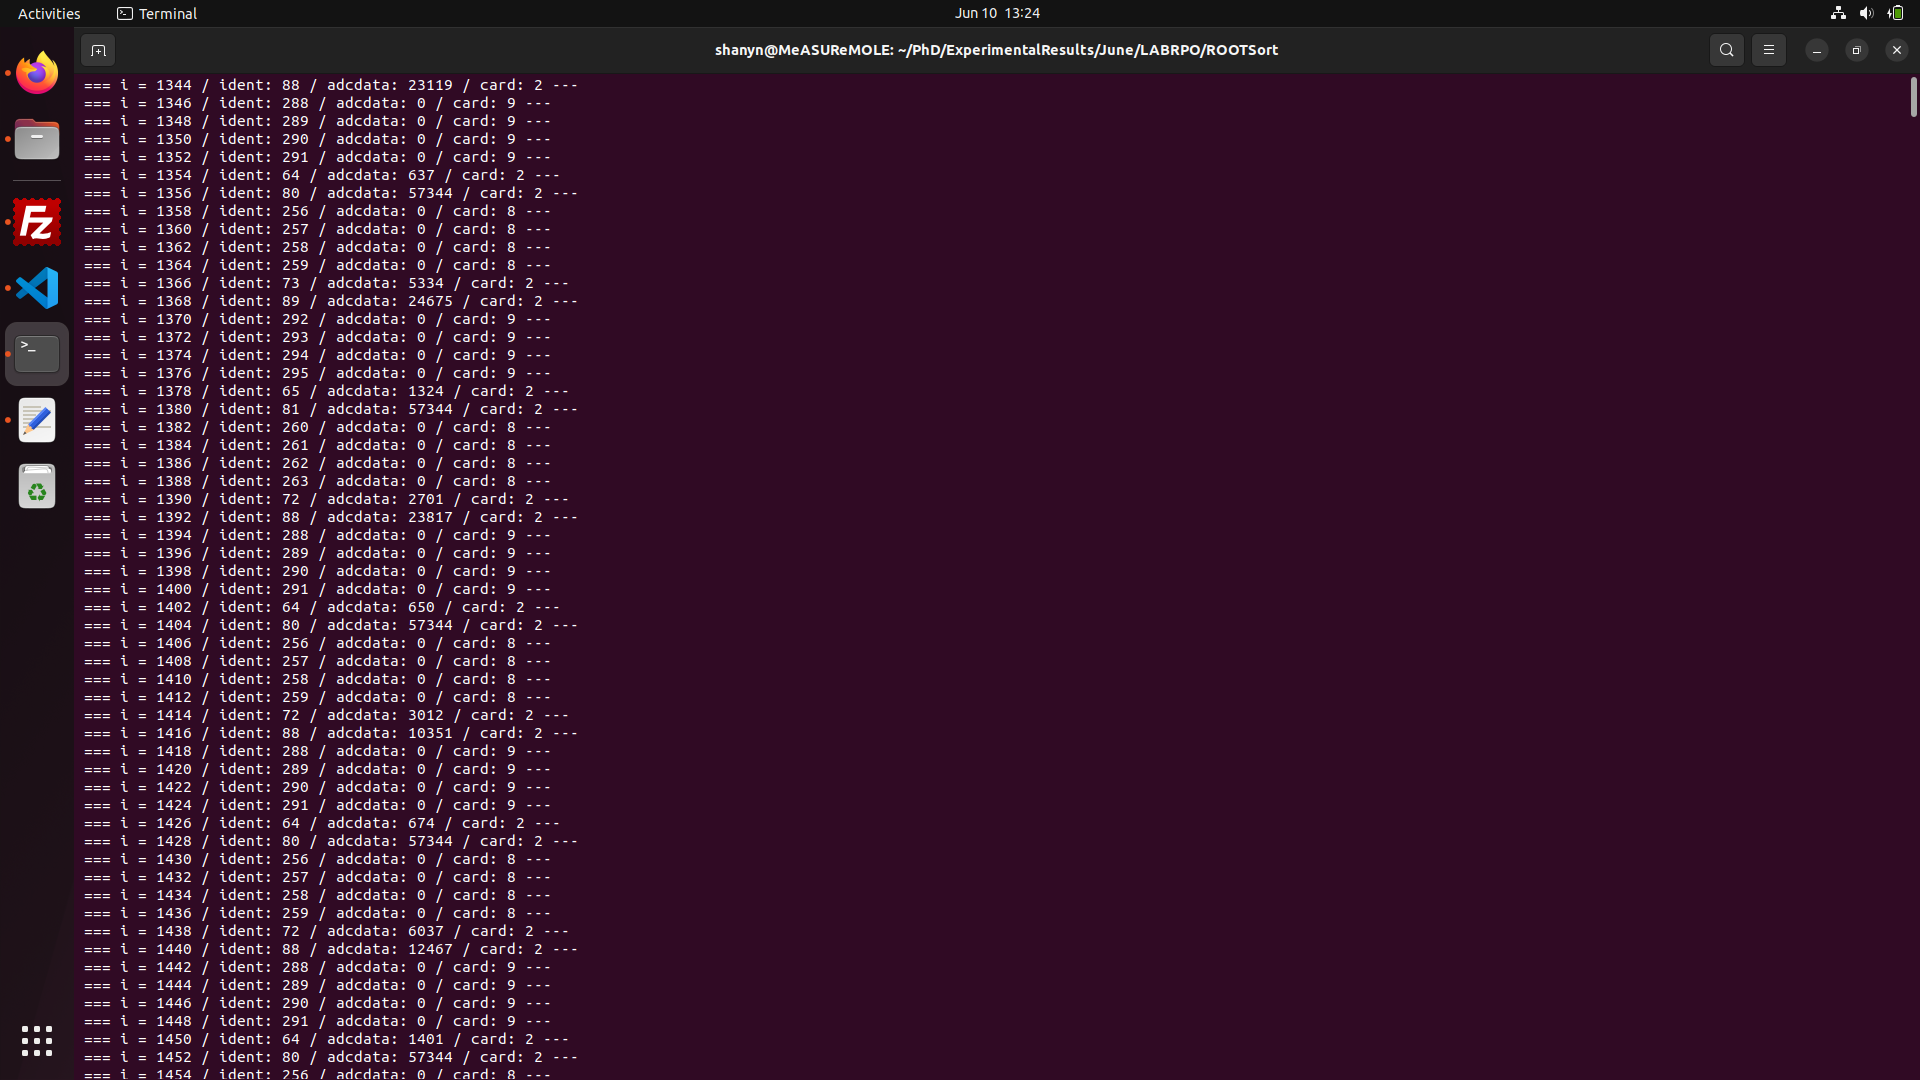 Activities
Terminal
Jun 10 13:24
shanyn@MeASUReMOLE: ~/PhD/ExperimentalResults/June/LABRPO/ROOTSort
=== i = 1344 / ident: 88 / adcdata: 23119 / card: 2 ---
=== i = 1346 / ident: 288 / adcdata: 0 / card: 9 ---
=== i = 1348 / ident: 289 / adcdata: 0 / card: 9 ---
=== i = 1350 / ident: 290 / adcdata: 0 / card: 9 ---
=== i = 1352 / ident: 291 / adcdata: 0 / card: 9 ---
=== i = 1354 / ident: 64 / adcdata: 637 / card: 2 ---
=== i = 1356 / ident: 80 / adcdata: 57344 / card: 2 ---
=== i = 1358 / ident: 256 / adcdata: 0 / card: 8 ---
=== i = 1360 / ident: 257 / adcdata: 0 / card: 8 ---
=== i = 1362 / ident: 258 / adcdata: 0 / card: 8 ---
=== i = 1364 / ident: 259 / adcdata: 0 / card: 8 ---
=== i = 1366 / ident: 73 / adcdata: 5334 / card: 2 ---
=== i = 1368 / ident: 89 / adcdata: 24675 / card: 2 ---
=== i = 1370 / ident: 292 / adcdata: 0 / card: 9 ---
=== i = 1372 / ident: 293 / adcdata: 0 / card: 9 ---
=== i = 1374 / ident: 294 / adcdata: 0 / card: 9 ---
=== i = 1376 / ident: 295 / adcdata: 0 / card: 9 ---
=== i = 1378 / ident: 65 / adcdata: 1324 / card: 2 ---
=== i = 1380 / ident: 81 / adcdata: 57344 / card: 2 ---
=== i = 1382 / ident: 260 / adcdata: 0 / card: 8 ---
=== i = 1384 / ident: 261 / adcdata: 0 / card: 8 ---
=== i = 1386 / ident: 262 / adcdata: 0 / card: 8 ---
=== i = 1388 / ident: 263 / adcdata: 0 / card: 8 ---
=== i = 1390 / ident: 72 / adcdata: 2701 / card: 2 ---
=== i = 1392 / ident: 88 / adcdata: 23817 / card: 2 ---
=== i = 1394 / ident: 288 / adcdata: 0 / card: 9 ---
=== i = 1396 / ident: 289 / adcdata: 0 / card: 9 ---
=== i = 1398 / ident: 290 / adcdata: 0 / card: 9 ---
=== i = 1400 / ident: 291 / adcdata: 0 / card: 9 ---
=== i = 1402 / ident: 64 / adcdata: 650 / card: 2 ---
=== i = 1404 / ident: 80 / adcdata: 57344 / card: 2 ---
=== i = 1406 / ident: 256 / adcdata: 0 / card: 8 ---
=== i = 1408 / ident: 257 / adcdata: 0 / card: 8 ---
=== i = 1410 / ident: 258 / adcdata: 0 / card: 8 ---
=== i = 1412 / ident: 259 / adcdata: 0 / card: 8 ---
=== i = 1414 / ident: 72 / adcdata: 3012 / card: 2 ---
=== i = 1416 / ident: 88 / adcdata: 10351 / card: 2 ---
=== i = 1418 / ident: 288 / adcdata: 0 / card: 9 ---
=== i = 1420 / ident: 289 / adcdata: 0 / card: 9 ---
=== i = 1422 / ident: 290 / adcdata: 0 / card: 9 ---
=== i = 1424 / ident: 291 / adcdata: 0 / card: 9 ---
=== i = 1426 / ident: 64 / adcdata: 674 / card: 2 ---
=== i = 1428 / ident: 80 / adcdata: 57344 / card: 2 ---
=== i = 1430 / ident: 256 / adcdata: 0 / card: 8 ---
=== i = 1432 / ident: 257 / adcdata: 0 / card: 8 ---
=== i = 1434 / ident: 258 / adcdata: 0 / card: 8 ---
=== i = 1436 / ident: 259 / adcdata: 0 / card: 8 ---
=== i = 1438 / ident: 72 / adcdata: 6037 / card: 2 ---
=== i = 1440 / ident: 88 / adcdata: 12467 / card: 2 ---
=== i = 1442 / ident: 288 / adcdata: 0 / card: 9 ---
=== i = 1444 / ident: 289 / adcdata: 0 / card: 9 ---
=== i = 1446 / ident: 290 / adcdata: 0 / card: 9 ---
=== i = 1448 / ident: 291 / adcdata: 0 / card: 9 ---
=== i = 1450 / ident: 64 / adcdata: 1401 / card: 2 ---
=== i = 1452 / ident: 80 / adcdata: 57344 / card: 2 ---
=== i = 1454 / ident: 256 / adcdata: 0 / card: 8 ---
Fz
>_